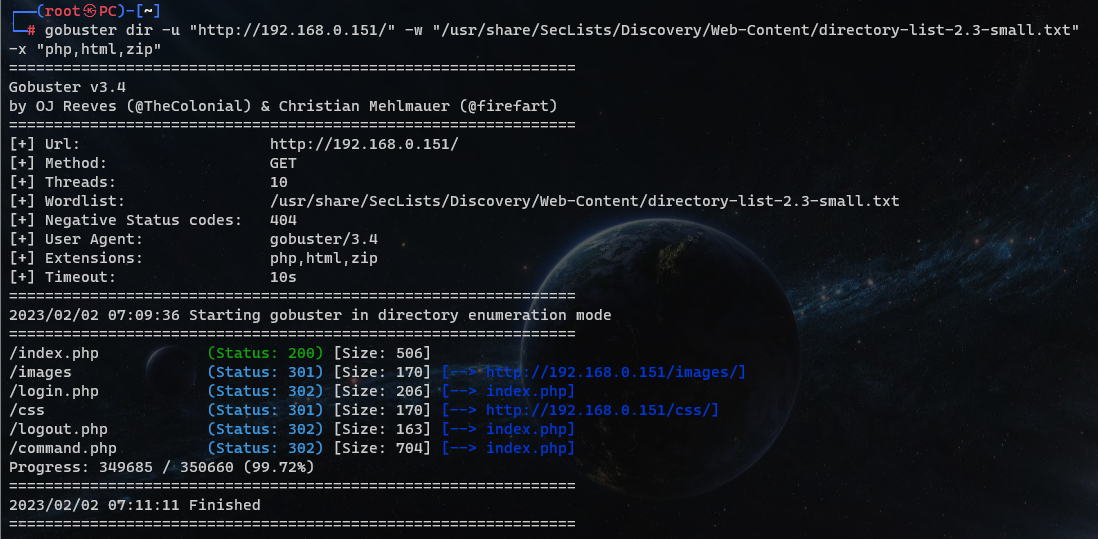 ┌──(root㉿PC)-[~]
└─# gobuster dir -u "http://192.168.0.151/" -w "/usr/share/SecLists/Discovery/Web-Content/directory-list-2.3-small.txt"
-x "php,html,zip"
===============================================================
Gobuster v3.4
by OJ Reeves (@TheColonial) & Christian Mehlmauer (@firefart)
===============================================================
[+] Url:                     http://192.168.0.151/
[+] Method:                  GET
[+] Threads:                 10
[+] Wordlist:                /usr/share/SecLists/Discovery/Web-Content/directory-list-2.3-small.txt
[+] Negative Status codes:   404
[+] User Agent:              gobuster/3.4
[+] Extensions:              php,html,zip
[+] Timeout:                 10s
===============================================================
2023/02/02 07:09:36 Starting gobuster in directory enumeration mode
===============================================================
/index.php            (Status: 200) [Size: 506]
/images               (Status: 301) [Size: 170] [--> http://192.168.0.151/images/]
/login.php            (Status: 302) [Size: 206] [--> index.php]
/css                  (Status: 301) [Size: 170] [--> http://192.168.0.151/css/]
/logout.php           (Status: 302) [Size: 163] [--> index.php]
/command.php          (Status: 302) [Size: 704] [--> index.php]
Progress: 349685 / 350660 (99.72%)
===============================================================
2023/02/02 07:11:11 Finished
===============================================================